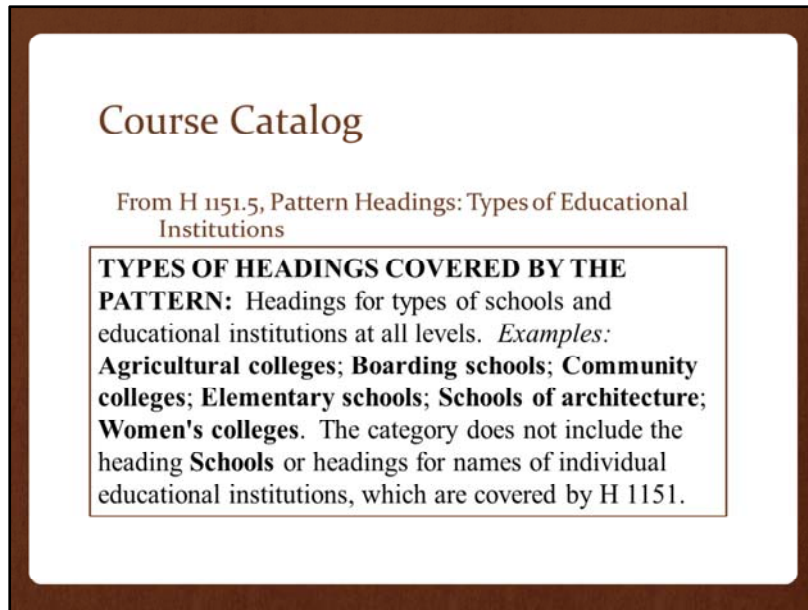 Course Catalog
From H 1151.5, Pattern Headings: Types of Educational
Institutions
TYPES OF HEADINGS COVERED BY THE
PATTERN: Headings for types of schools and
educational institutions at all levels. Examples:
Agricultural colleges; Boarding schools; Community
colleges; Elementary schools; Schools of architecture;
Women's colleges. The category does not include the
heading Schools or headings for names of individual
educational institutions, which are covered by H 1151.